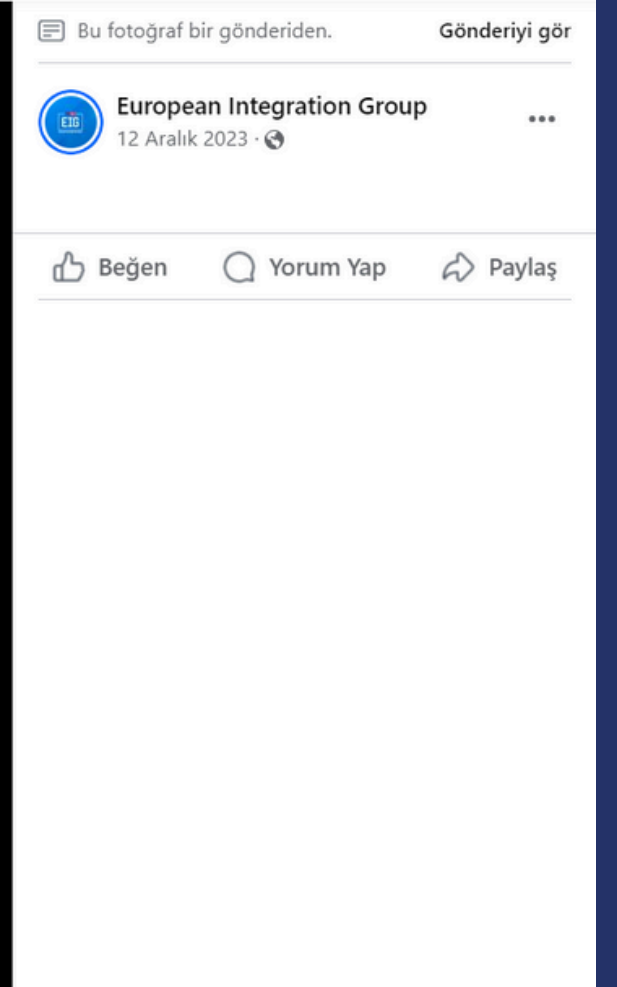 Bu fotoğraf bir gönderiden. Gönderiyi gör
EIG
European Integration Group
12 Aralık 2023 ·
Beğen Yorum Yap Paylaş